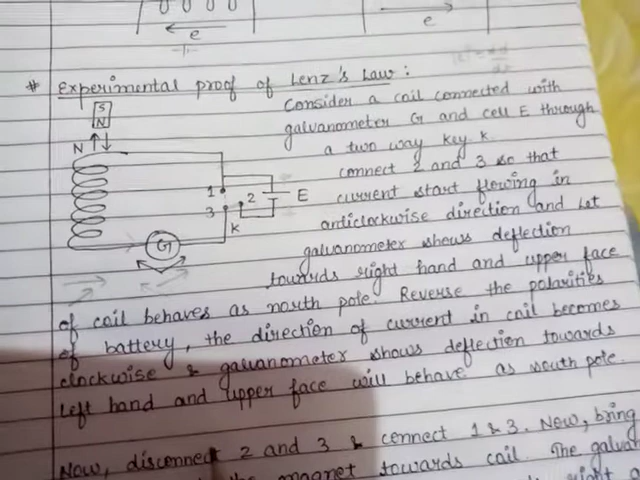 e
e
# Experimental proof of Lenz's Law :
Consider a coil connected with
galvanometer G and cell E through
a two way key K.
connect 2 and 3 so that
current start flowing in
anticlockwise direction and let
galvanometer shows deflection
towards right hand and upper face
of coil behaves as north pole. Reverse the polarities
of battery, the direction of current in coil becomes
clockwise & galvanometer shows deflection towards
left hand and upper face will behave as south pole.
Now, disconnect 2 and 3 & connect 1 & 3. Now, bring
magnet towards coil. The galvan
S
N
N
1
2
E
3
K
G